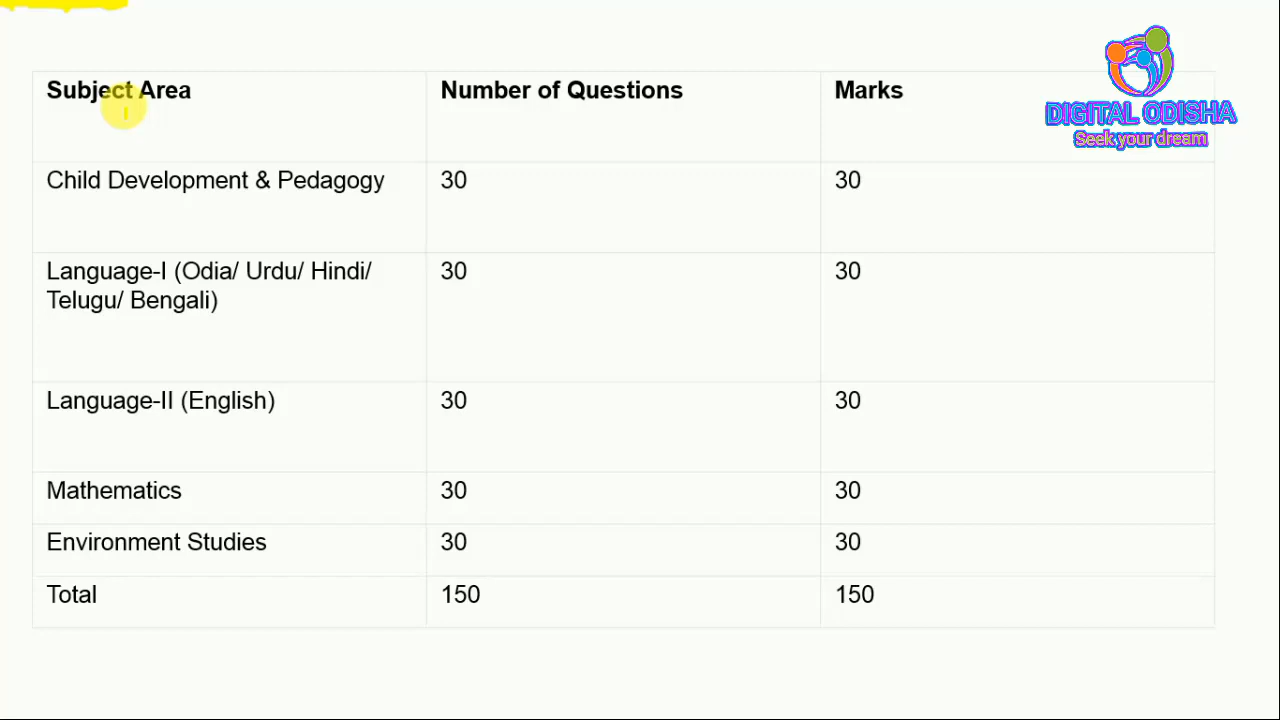 Subject Area Number of Questions Marks
DIGITAL ODISHA
Seek your dream
Child Development & Pedagogy 30 30
Language-I (Odia/ Urdu/ Hindi/ 30 30
Telugu/ Bengali)
Language-II (English) 30 30
Mathematics 30 30
Environment Studies 30 30
Total 150 150